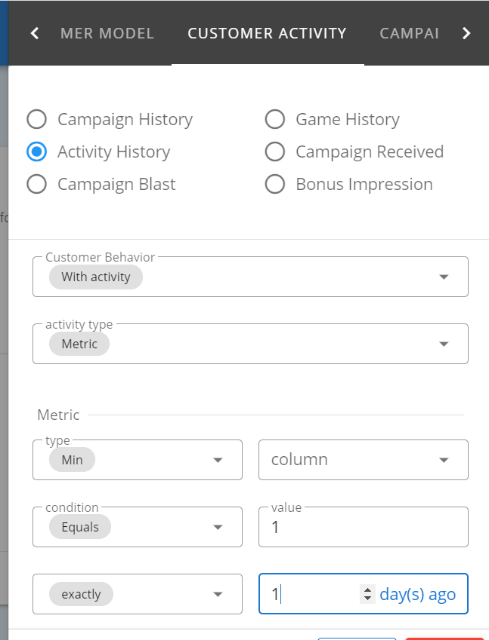 MER MODEL CUSTOMER ACTIVITY CAMPAI
Campaign History Game History
Activity History Campaign Received
Campaign Blast Bonus Impression
Customer Behavior
With activity
activity type
Metric
Metric
type
Min column
condition value
Equals 1
exactly 1 day(s) ago